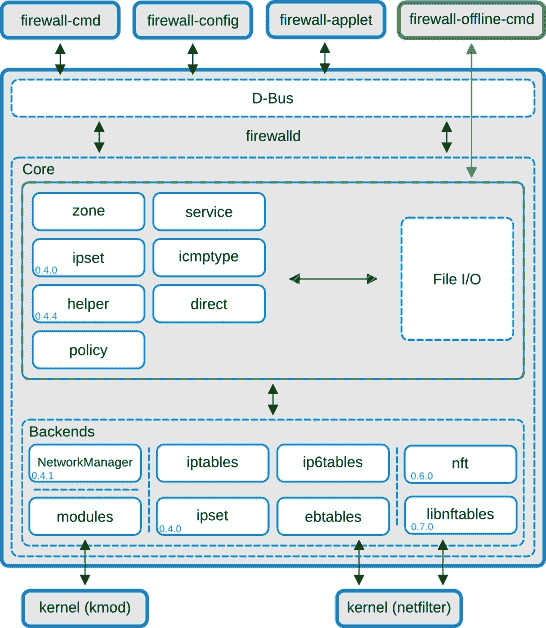 firewall-cmd
firewall-config
firewall-applet
firewall-offline-cmd
D-Bus
firewalld
Core
zone
service
ipset
0.4.0
icmptype
helper
0.4.4
direct
policy
File I/O
Backends
NetworkManager
0.4.1
iptables
ip6tables
nft
0.6.0
modules
ipset
0.4.0
ebtables
libnftables
0.7.0
kernel (kmod)
kernel (netfilter)